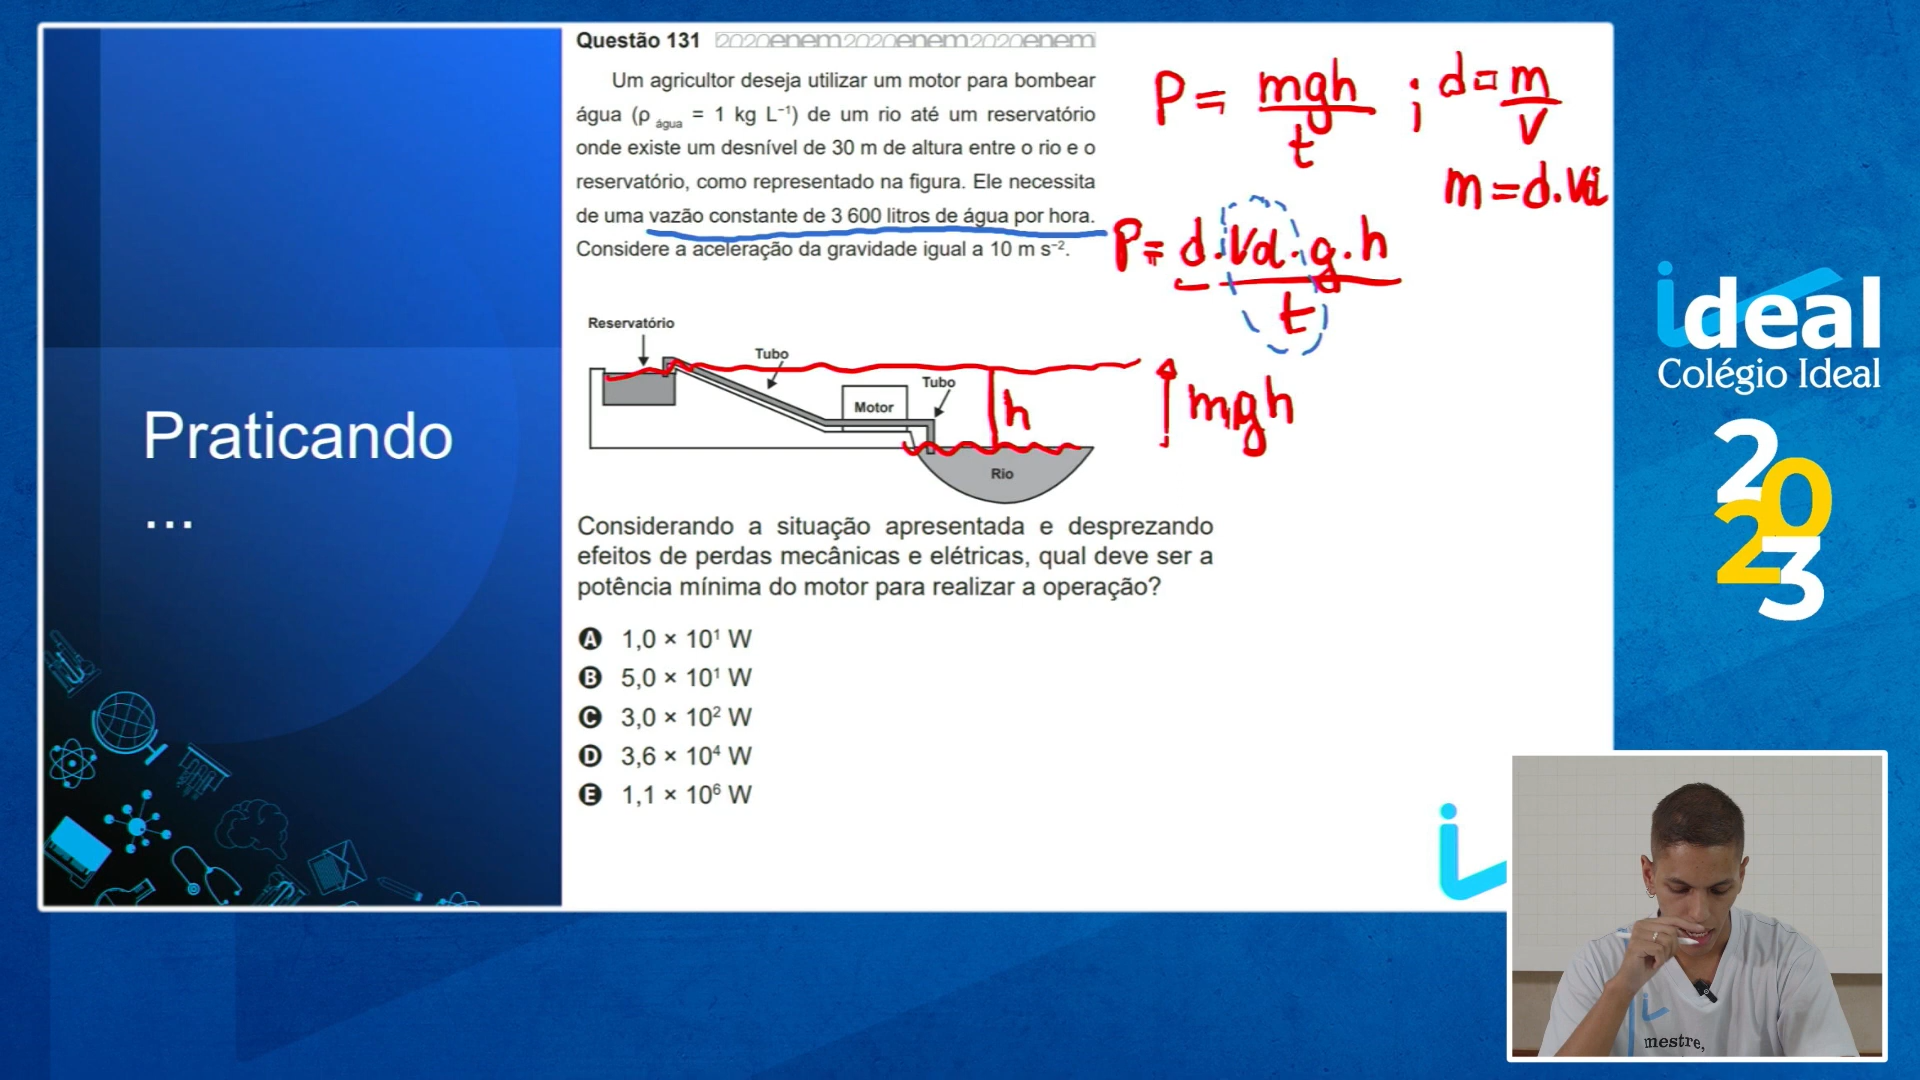 Praticando
...
Questão 131 2020enem2020enem2020enem
Um agricultor deseja utilizar um motor para bombear
água (ρ água = 1 kg L⁻¹) de um rio até um reservatório
onde existe um desnível de 30 m de altura entre o rio e o
reservatório, como representado na figura. Ele necessita
de uma vazão constante de 3 600 litros de água por hora.
Considere a aceleração da gravidade igual a 10 m s⁻².
Reservatório
Tubo
Tubo
Motor
Rio
h
Considerando a situação apresentada e desprezando
efeitos de perdas mecânicas e elétricas, qual deve ser a
potência mínima do motor para realizar a operação?
A 1,0 × 10¹ W
B 5,0 × 10¹ W
C 3,0 × 10² W
D 3,6 × 10⁴ W
E 1,1 × 10⁶ W
P = mgh / t ; d = m / V
m = d.Vol
P = d.Vol.g.h / t
mgh
ideal
Colégio Ideal
2023
mestre,